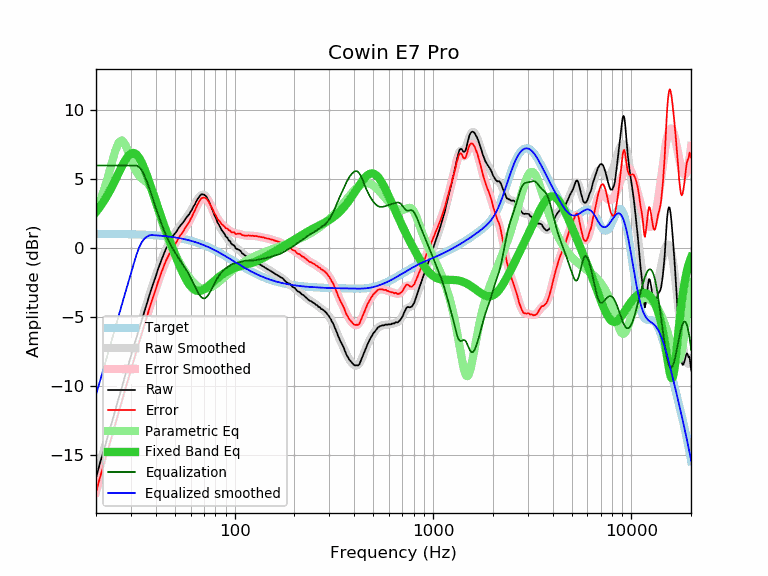 Cowin E7 Pro
Amplitude (dBr)
10
5
0
−5
−10
−15
Target
Raw Smoothed
Error Smoothed
Raw
Error
Parametric Eq
Fixed Band Eq
Equalization
Equalized smoothed
100
1000
10000
Frequency (Hz)